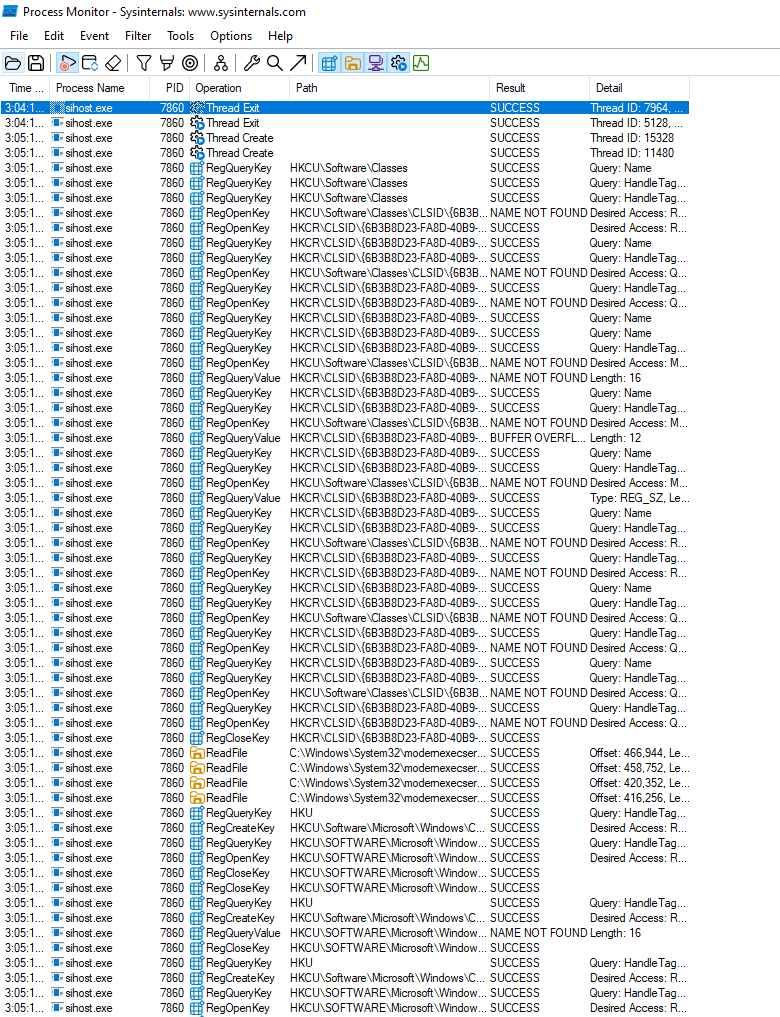 Process Monitor - Sysinternals: www.sysinternals.com
File Edit Event Filter Tools Options Help
Time ... Process Name PID Operation Path Result Detail
3:04:1... sihost.exe 7860 Thread Exit SUCCESS Thread ID: 7964, ...
3:04:1... sihost.exe 7860 Thread Exit SUCCESS Thread ID: 5128, ...
3:05:1... sihost.exe 7860 Thread Create SUCCESS Thread ID: 15328
3:05:1... sihost.exe 7860 Thread Create SUCCESS Thread ID: 11480
3:05:1... sihost.exe 7860 RegQueryKey HKCU\Software\Classes SUCCESS Query: Name
3:05:1... sihost.exe 7860 RegQueryKey HKCU\Software\Classes SUCCESS Query: HandleTag...
3:05:1... sihost.exe 7860 RegQueryKey HKCU\Software\Classes SUCCESS Query: HandleTag...
3:05:1... sihost.exe 7860 RegOpenKey HKCU\Software\Classes\CLSID\{6B3B... NAME NOT FOUND Desired Access: R...
3:05:1... sihost.exe 7860 RegOpenKey HKCR\CLSID\{6B3B8D23-FA8D-40B9-... SUCCESS Desired Access: R...
3:05:1... sihost.exe 7860 RegQueryKey HKCR\CLSID\{6B3B8D23-FA8D-40B9-... SUCCESS Query: Name
3:05:1... sihost.exe 7860 RegQueryKey HKCR\CLSID\{6B3B8D23-FA8D-40B9-... SUCCESS Query: HandleTag...
3:05:1... sihost.exe 7860 RegOpenKey HKCU\Software\Classes\CLSID\{6B3B... NAME NOT FOUND Desired Access: Q...
3:05:1... sihost.exe 7860 RegQueryKey HKCR\CLSID\{6B3B8D23-FA8D-40B9-... SUCCESS Query: HandleTag...
3:05:1... sihost.exe 7860 RegOpenKey HKCR\CLSID\{6B3B8D23-FA8D-40B9-... NAME NOT FOUND Desired Access: Q...
3:05:1... sihost.exe 7860 RegQueryKey HKCR\CLSID\{6B3B8D23-FA8D-40B9-... SUCCESS Query: Name
3:05:1... sihost.exe 7860 RegQueryKey HKCR\CLSID\{6B3B8D23-FA8D-40B9-... SUCCESS Query: Name
3:05:1... sihost.exe 7860 RegQueryKey HKCR\CLSID\{6B3B8D23-FA8D-40B9-... SUCCESS Query: HandleTag...
3:05:1... sihost.exe 7860 RegOpenKey HKCU\Software\Classes\CLSID\{6B3B... NAME NOT FOUND Desired Access: M...
3:05:1... sihost.exe 7860 RegQueryValue HKCR\CLSID\{6B3B8D23-FA8D-40B9-... NAME NOT FOUND Length: 16
3:05:1... sihost.exe 7860 RegQueryKey HKCR\CLSID\{6B3B8D23-FA8D-40B9-... SUCCESS Query: Name
3:05:1... sihost.exe 7860 RegQueryKey HKCR\CLSID\{6B3B8D23-FA8D-40B9-... SUCCESS Query: HandleTag...
3:05:1... sihost.exe 7860 RegOpenKey HKCU\Software\Classes\CLSID\{6B3B... NAME NOT FOUND Desired Access: M...
3:05:1... sihost.exe 7860 RegQueryValue HKCR\CLSID\{6B3B8D23-FA8D-40B9-... BUFFER OVERFL... Length: 12
3:05:1... sihost.exe 7860 RegQueryKey HKCR\CLSID\{6B3B8D23-FA8D-40B9-... SUCCESS Query: Name
3:05:1... sihost.exe 7860 RegQueryKey HKCR\CLSID\{6B3B8D23-FA8D-40B9-... SUCCESS Query: HandleTag...
3:05:1... sihost.exe 7860 RegOpenKey HKCU\Software\Classes\CLSID\{6B3B... NAME NOT FOUND Desired Access: M...
3:05:1... sihost.exe 7860 RegQueryValue HKCR\CLSID\{6B3B8D23-FA8D-40B9-... SUCCESS Type: REG_SZ, Le...
3:05:1... sihost.exe 7860 RegQueryKey HKCR\CLSID\{6B3B8D23-FA8D-40B9-... SUCCESS Query: Name
3:05:1... sihost.exe 7860 RegQueryKey HKCR\CLSID\{6B3B8D23-FA8D-40B9-... SUCCESS Query: HandleTag...
3:05:1... sihost.exe 7860 RegOpenKey HKCU\Software\Classes\CLSID\{6B3B... NAME NOT FOUND Desired Access: R...
3:05:1... sihost.exe 7860 RegQueryKey HKCR\CLSID\{6B3B8D23-FA8D-40B9-... SUCCESS Query: HandleTag...
3:05:1... sihost.exe 7860 RegOpenKey HKCR\CLSID\{6B3B8D23-FA8D-40B9-... NAME NOT FOUND Desired Access: R...
3:05:1... sihost.exe 7860 RegQueryKey HKCR\CLSID\{6B3B8D23-FA8D-40B9-... SUCCESS Query: Name
3:05:1... sihost.exe 7860 RegQueryKey HKCR\CLSID\{6B3B8D23-FA8D-40B9-... SUCCESS Query: HandleTag...
3:05:1... sihost.exe 7860 RegOpenKey HKCU\Software\Classes\CLSID\{6B3B... NAME NOT FOUND Desired Access: Q...
3:05:1... sihost.exe 7860 RegQueryKey HKCR\CLSID\{6B3B8D23-FA8D-40B9-... SUCCESS Query: HandleTag...
3:05:1... sihost.exe 7860 RegOpenKey HKCR\CLSID\{6B3B8D23-FA8D-40B9-... NAME NOT FOUND Desired Access: Q...
3:05:1... sihost.exe 7860 RegQueryKey HKCR\CLSID\{6B3B8D23-FA8D-40B9-... SUCCESS Query: Name
3:05:1... sihost.exe 7860 RegQueryKey HKCR\CLSID\{6B3B8D23-FA8D-40B9-... SUCCESS Query: HandleTag...
3:05:1... sihost.exe 7860 RegOpenKey HKCU\Software\Classes\CLSID\{6B3B... NAME NOT FOUND Desired Access: Q...
3:05:1... sihost.exe 7860 RegQueryKey HKCR\CLSID\{6B3B8D23-FA8D-40B9-... SUCCESS Query: HandleTag...
3:05:1... sihost.exe 7860 RegOpenKey HKCR\CLSID\{6B3B8D23-FA8D-40B9-... NAME NOT FOUND Desired Access: Q...
3:05:1... sihost.exe 7860 RegCloseKey HKCR\CLSID\{6B3B8D23-FA8D-40B9-... SUCCESS
3:05:1... sihost.exe 7860 ReadFile C:\Windows\System32\modernexecser... SUCCESS Offset: 466,944, Le...
3:05:1... sihost.exe 7860 ReadFile C:\Windows\System32\modernexecser... SUCCESS Offset: 458,752, Le...
3:05:1... sihost.exe 7860 ReadFile C:\Windows\System32\modernexecser... SUCCESS Offset: 420,352, Le...
3:05:1... sihost.exe 7860 ReadFile C:\Windows\System32\modernexecser... SUCCESS Offset: 416,256, Le...
3:05:1... sihost.exe 7860 RegQueryKey HKU SUCCESS Query: HandleTag...
3:05:1... sihost.exe 7860 RegCreateKey HKCU\Software\Microsoft\Windows\C... SUCCESS Desired Access: R...
3:05:1... sihost.exe 7860 RegQueryKey HKCU\SOFTWARE\Microsoft\Window... SUCCESS Query: HandleTag...
3:05:1... sihost.exe 7860 RegOpenKey HKCU\SOFTWARE\Microsoft\Window... SUCCESS Desired Access: R...
3:05:1... sihost.exe 7860 RegCloseKey HKCU\SOFTWARE\Microsoft\Window... SUCCESS
3:05:1... sihost.exe 7860 RegCloseKey HKCU\SOFTWARE\Microsoft\Window... SUCCESS
3:05:1... sihost.exe 7860 RegQueryKey HKU SUCCESS Query: HandleTag...
3:05:1... sihost.exe 7860 RegCreateKey HKCU\Software\Microsoft\Windows\C... SUCCESS Desired Access: R...
3:05:1... sihost.exe 7860 RegQueryValue HKCU\SOFTWARE\Microsoft\Window... NAME NOT FOUND Length: 16
3:05:1... sihost.exe 7860 RegCloseKey HKCU\SOFTWARE\Microsoft\Window... SUCCESS
3:05:1... sihost.exe 7860 RegQueryKey HKU SUCCESS Query: HandleTag...
3:05:1... sihost.exe 7860 RegCreateKey HKCU\Software\Microsoft\Windows\C... SUCCESS Desired Access: R...
3:05:1... sihost.exe 7860 RegQueryKey HKCU\SOFTWARE\Microsoft\Window... SUCCESS Query: HandleTag...
3:05:1... sihost.exe 7860 RegOpenKey HKCU\SOFTWARE\Microsoft\Window... SUCCESS Desired Access: R...